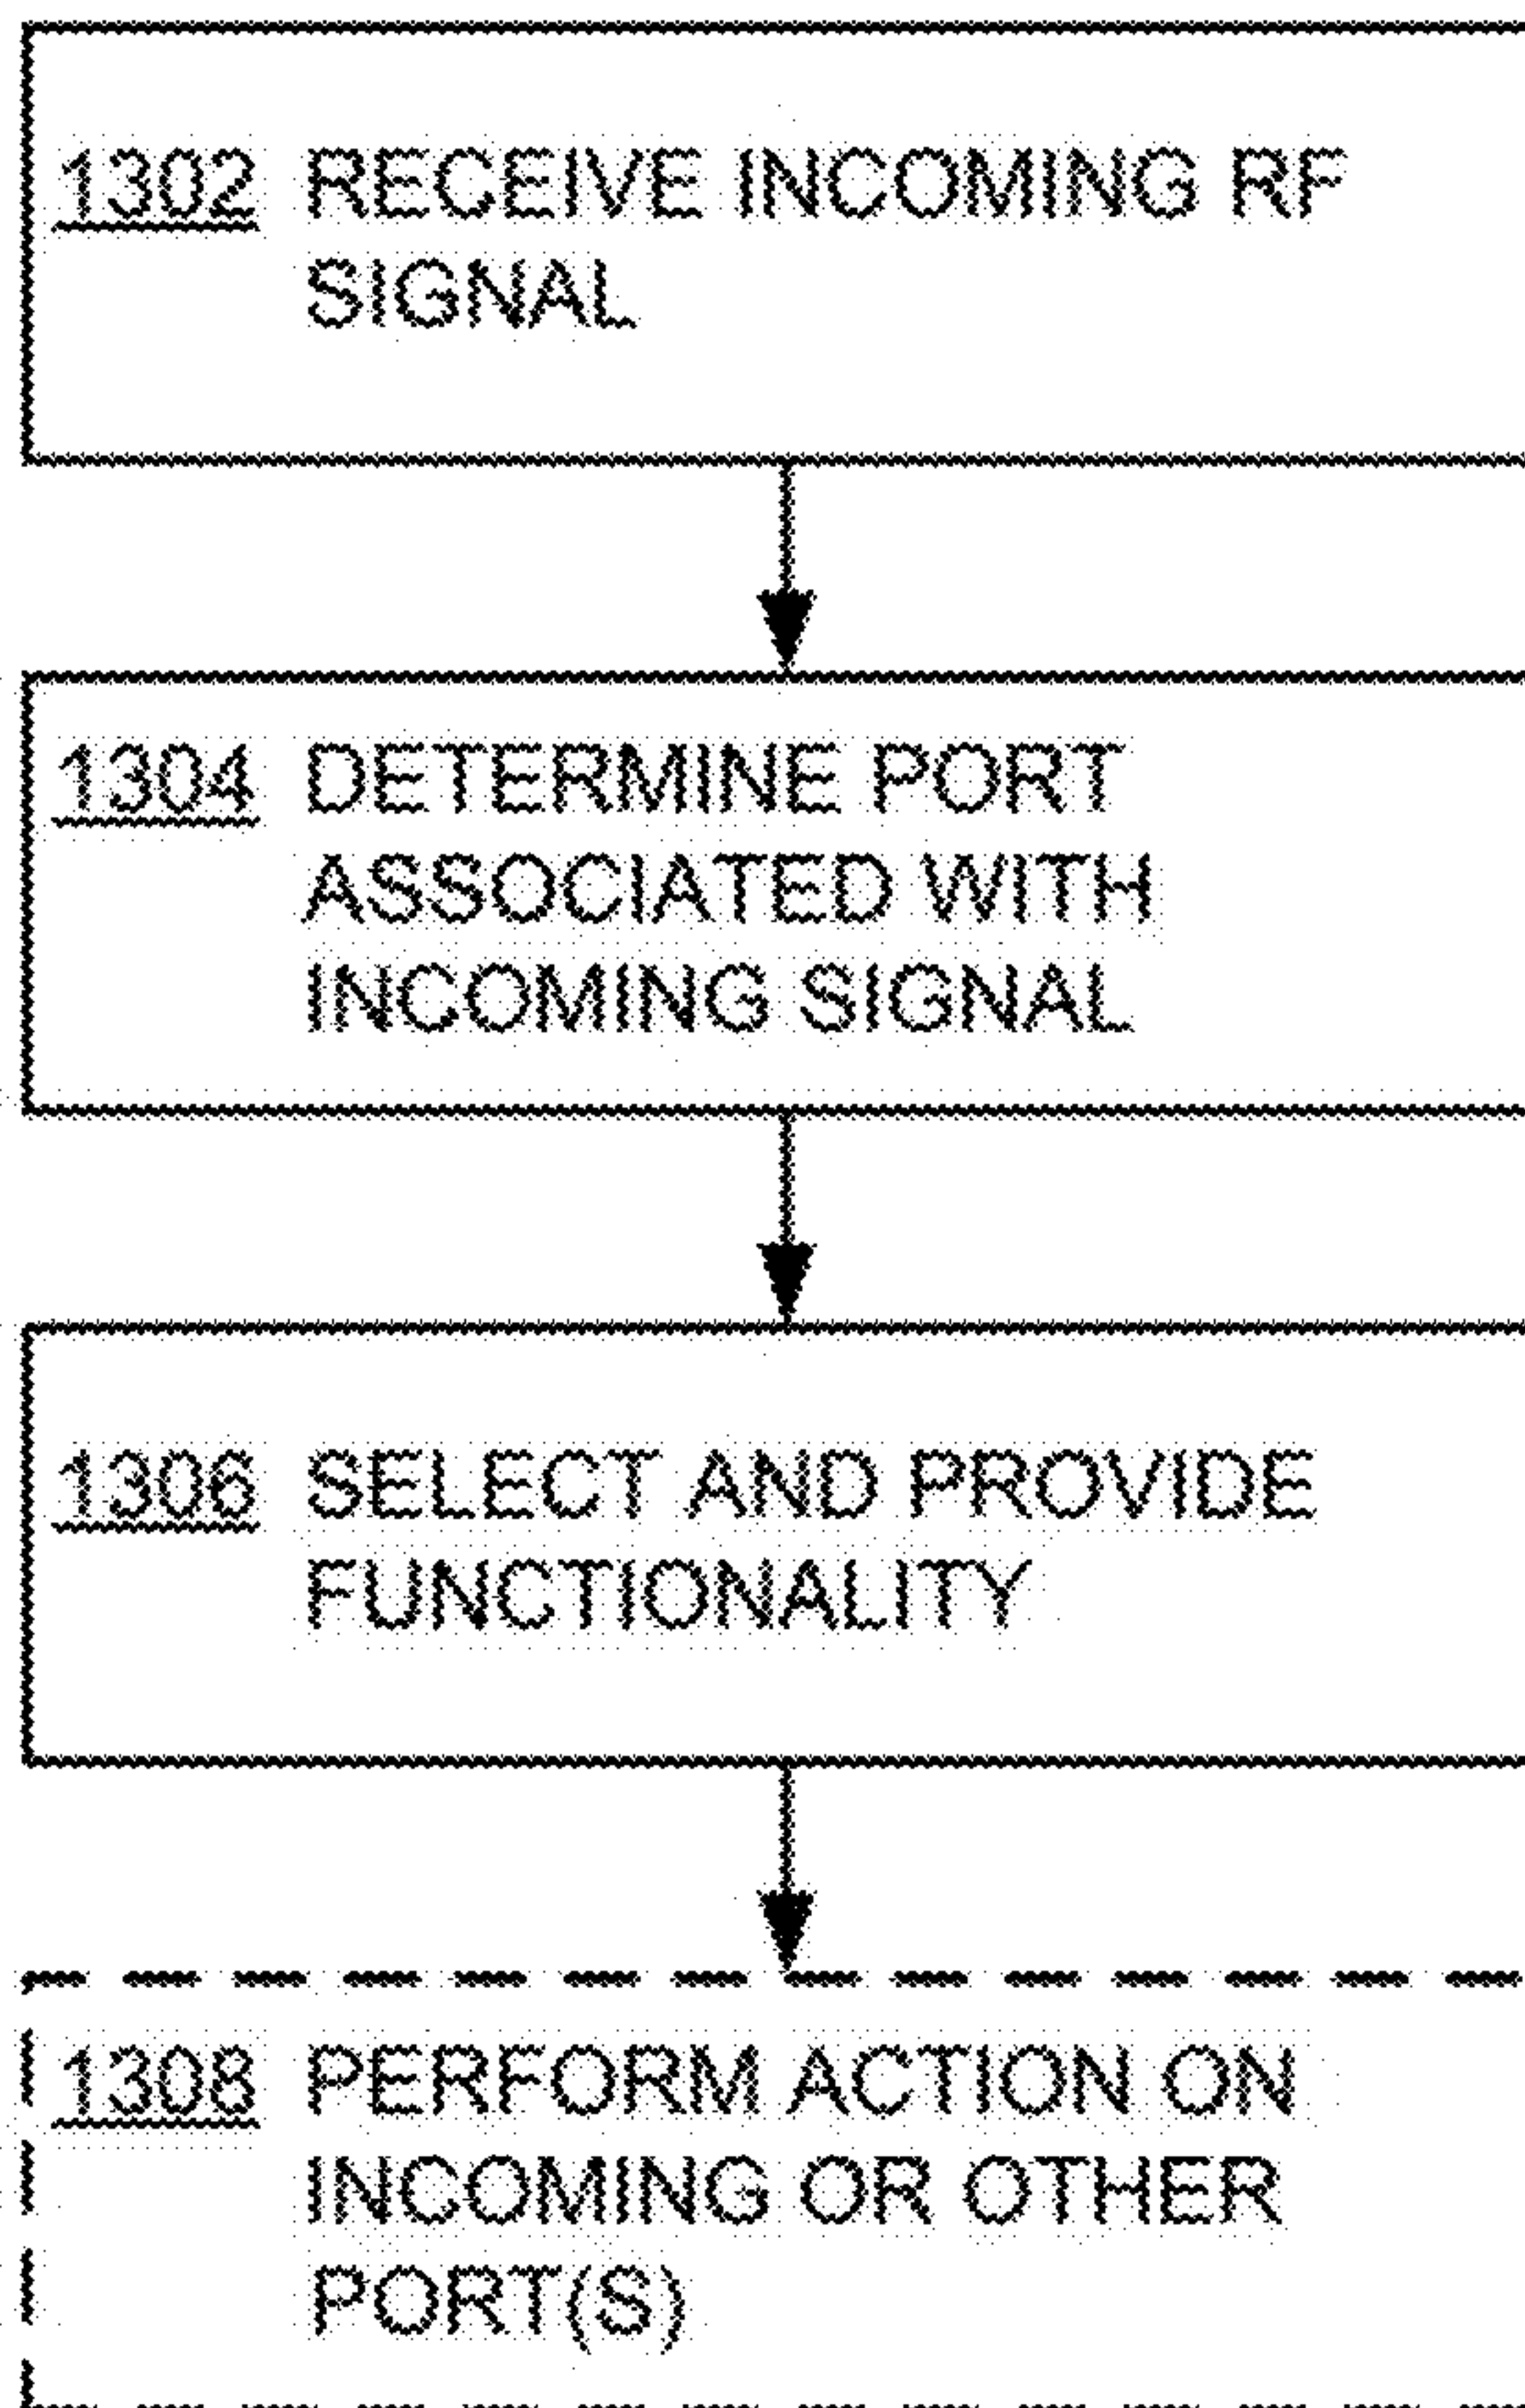 1302 RECEIVE INCOMING RF
SIGNAL
1304 DETERMINE PORT
ASSOCIATED WITH
INCOMING SIGNAL
1306 SELECT AND PROVIDE
FUNCTIONALITY
1308 PERFORM ACTION ON
INCOMING OR OTHER
PORT(S)